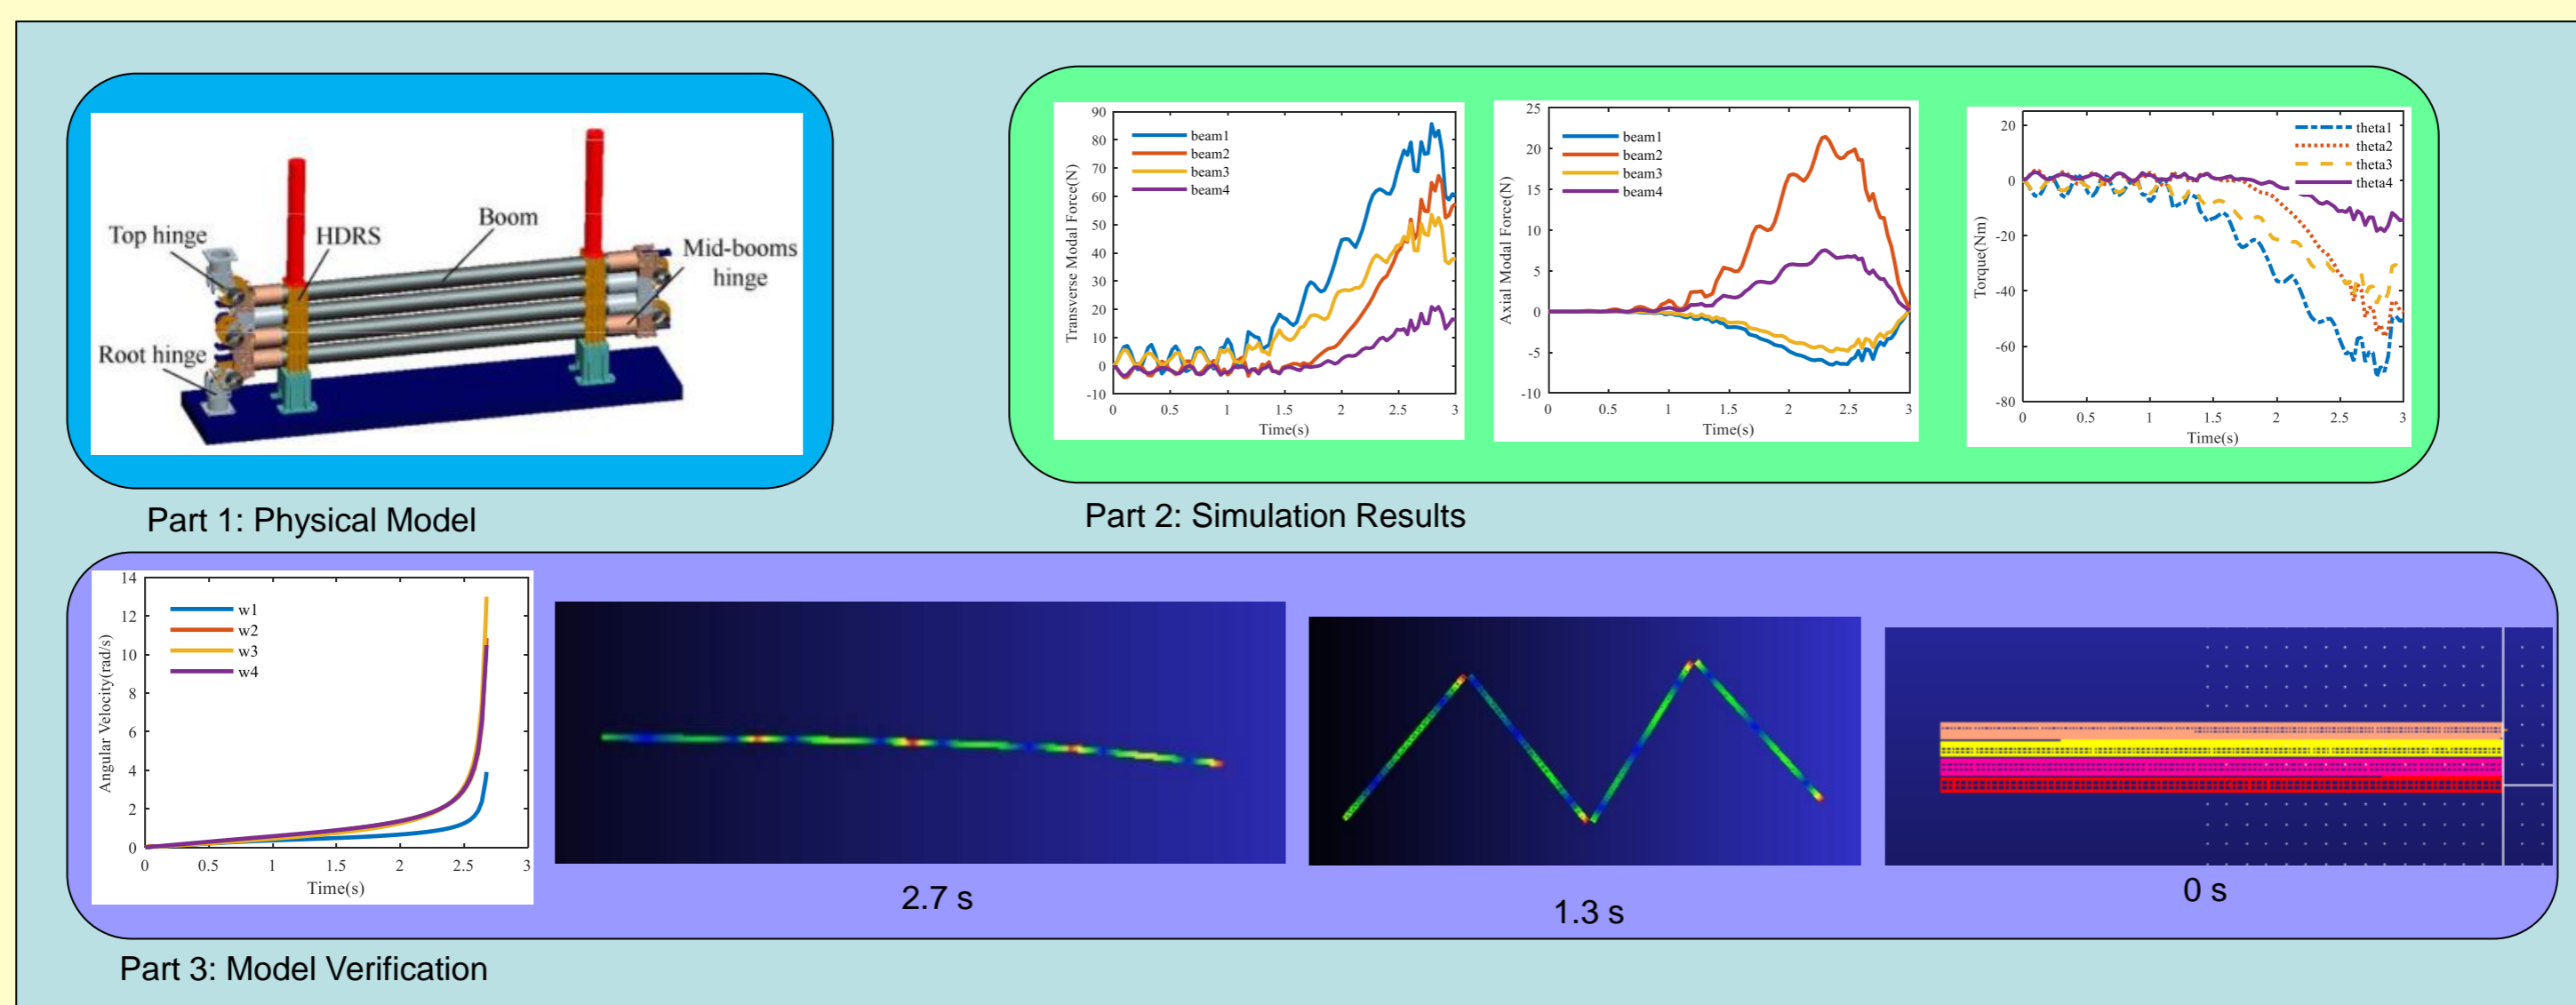 Top hinge
HDRS
Boom
Mid-booms
hinge
Root hinge
Part 1: Physical Model
90
80
70
60
50
40
30
20
10
0
-10
Transverse Modal Force(N)
beam1
beam2
beam3
beam4
0 0.5 1 1.5 2 2.5 3
Time(s)
25
20
15
10
5
0
-5
-10
Axial Modal Force(N)
beam1
beam2
beam3
beam4
0 0.5 1 1.5 2 2.5 3
Time(s)
20
0
-20
-40
-60
-80
Torque(Nm)
theta1
theta2
theta3
theta4
0 0.5 1 1.5 2 2.5 3
Time(s)
Part 2: Simulation Results
14
12
10
8
6
4
2
0
Angular Velocity(rad/s)
w1
w2
w3
w4
0 0.5 1 1.5 2 2.5 3
Time(s)
2.7 s
1.3 s
0 s
Part 3: Model Verification